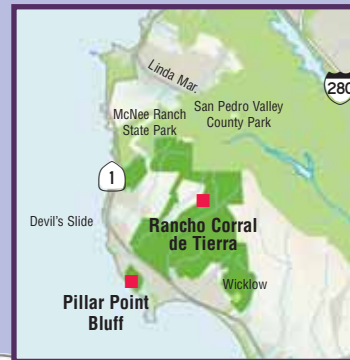 Linda Mar.
280
McNee Ranch
State Park
San Pedro Valley
County Park
1
Devil's Slide
Rancho Corral
de Tierra
Wicklow
Pillar Point
Bluff